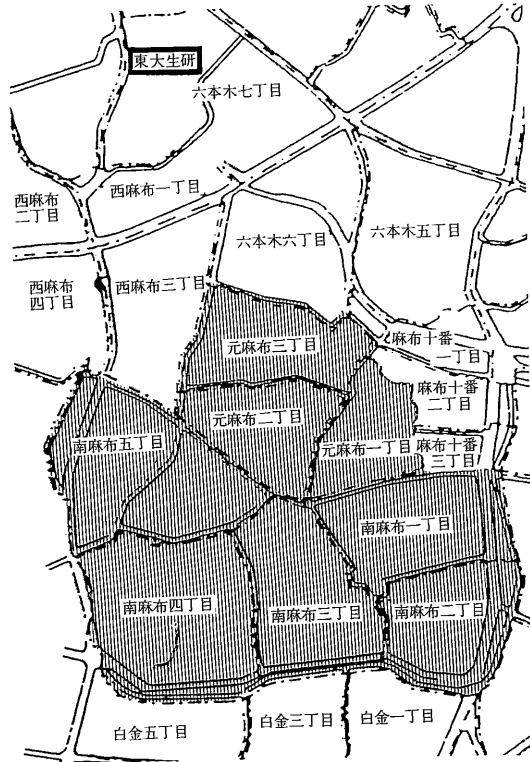 東大生研
六本木七丁目
西麻布
二丁目
西麻布一丁目
六本木六丁目
六本木五丁目
西麻布
四丁目
西麻布三丁目
元麻布三丁目
麻布十番
一丁目
麻布十番
二丁目
元麻布二丁目
南麻布五丁目
元麻布一丁目
麻布十番
三丁目
南麻布一丁目
南麻布四丁目
南麻布三丁目
南麻布二丁目
白金五丁目
白金三丁目
白金一丁目